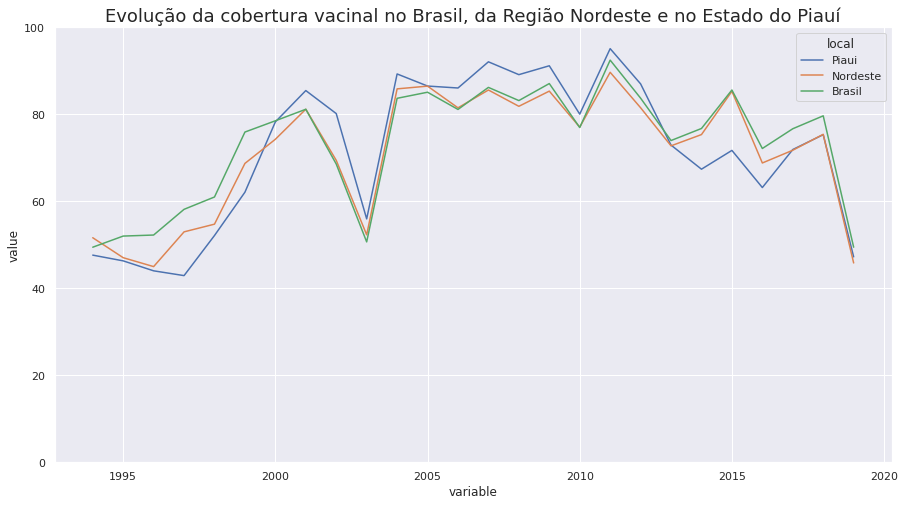 Evolução da cobertura vacinal no Brasil, da Região Nordeste e no Estado do Piauí
100
80
60
40
20
0
value
local
Piaui
Nordeste
Brasil
1995
2000
2005
2010
2015
2020
variable